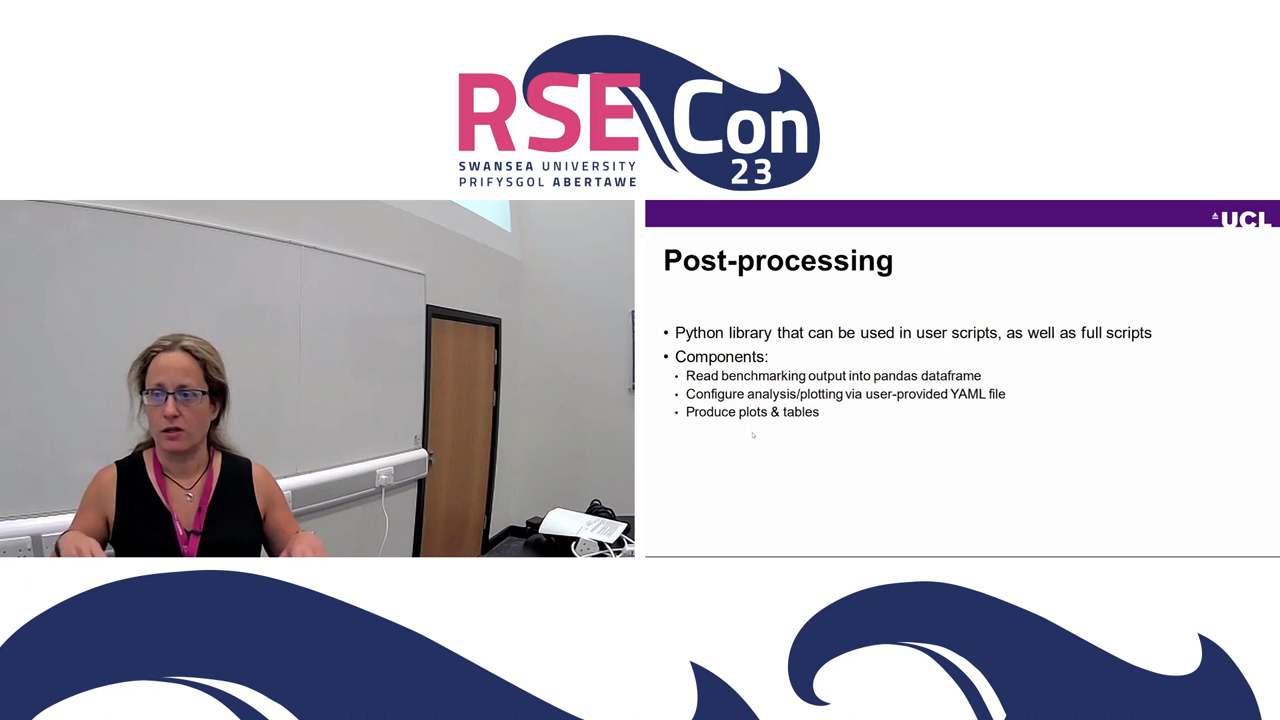 RSE Con
23
SWANSEA UNIVERSITY
PRIFYSGOL ABERTAWE
UCL
Post-processing
• Python library that can be used in user scripts, as well as full scripts
• Components:
• Read benchmarking output into pandas dataframe
• Configure analysis/plotting via user-provided YAML file
• Produce plots & tables